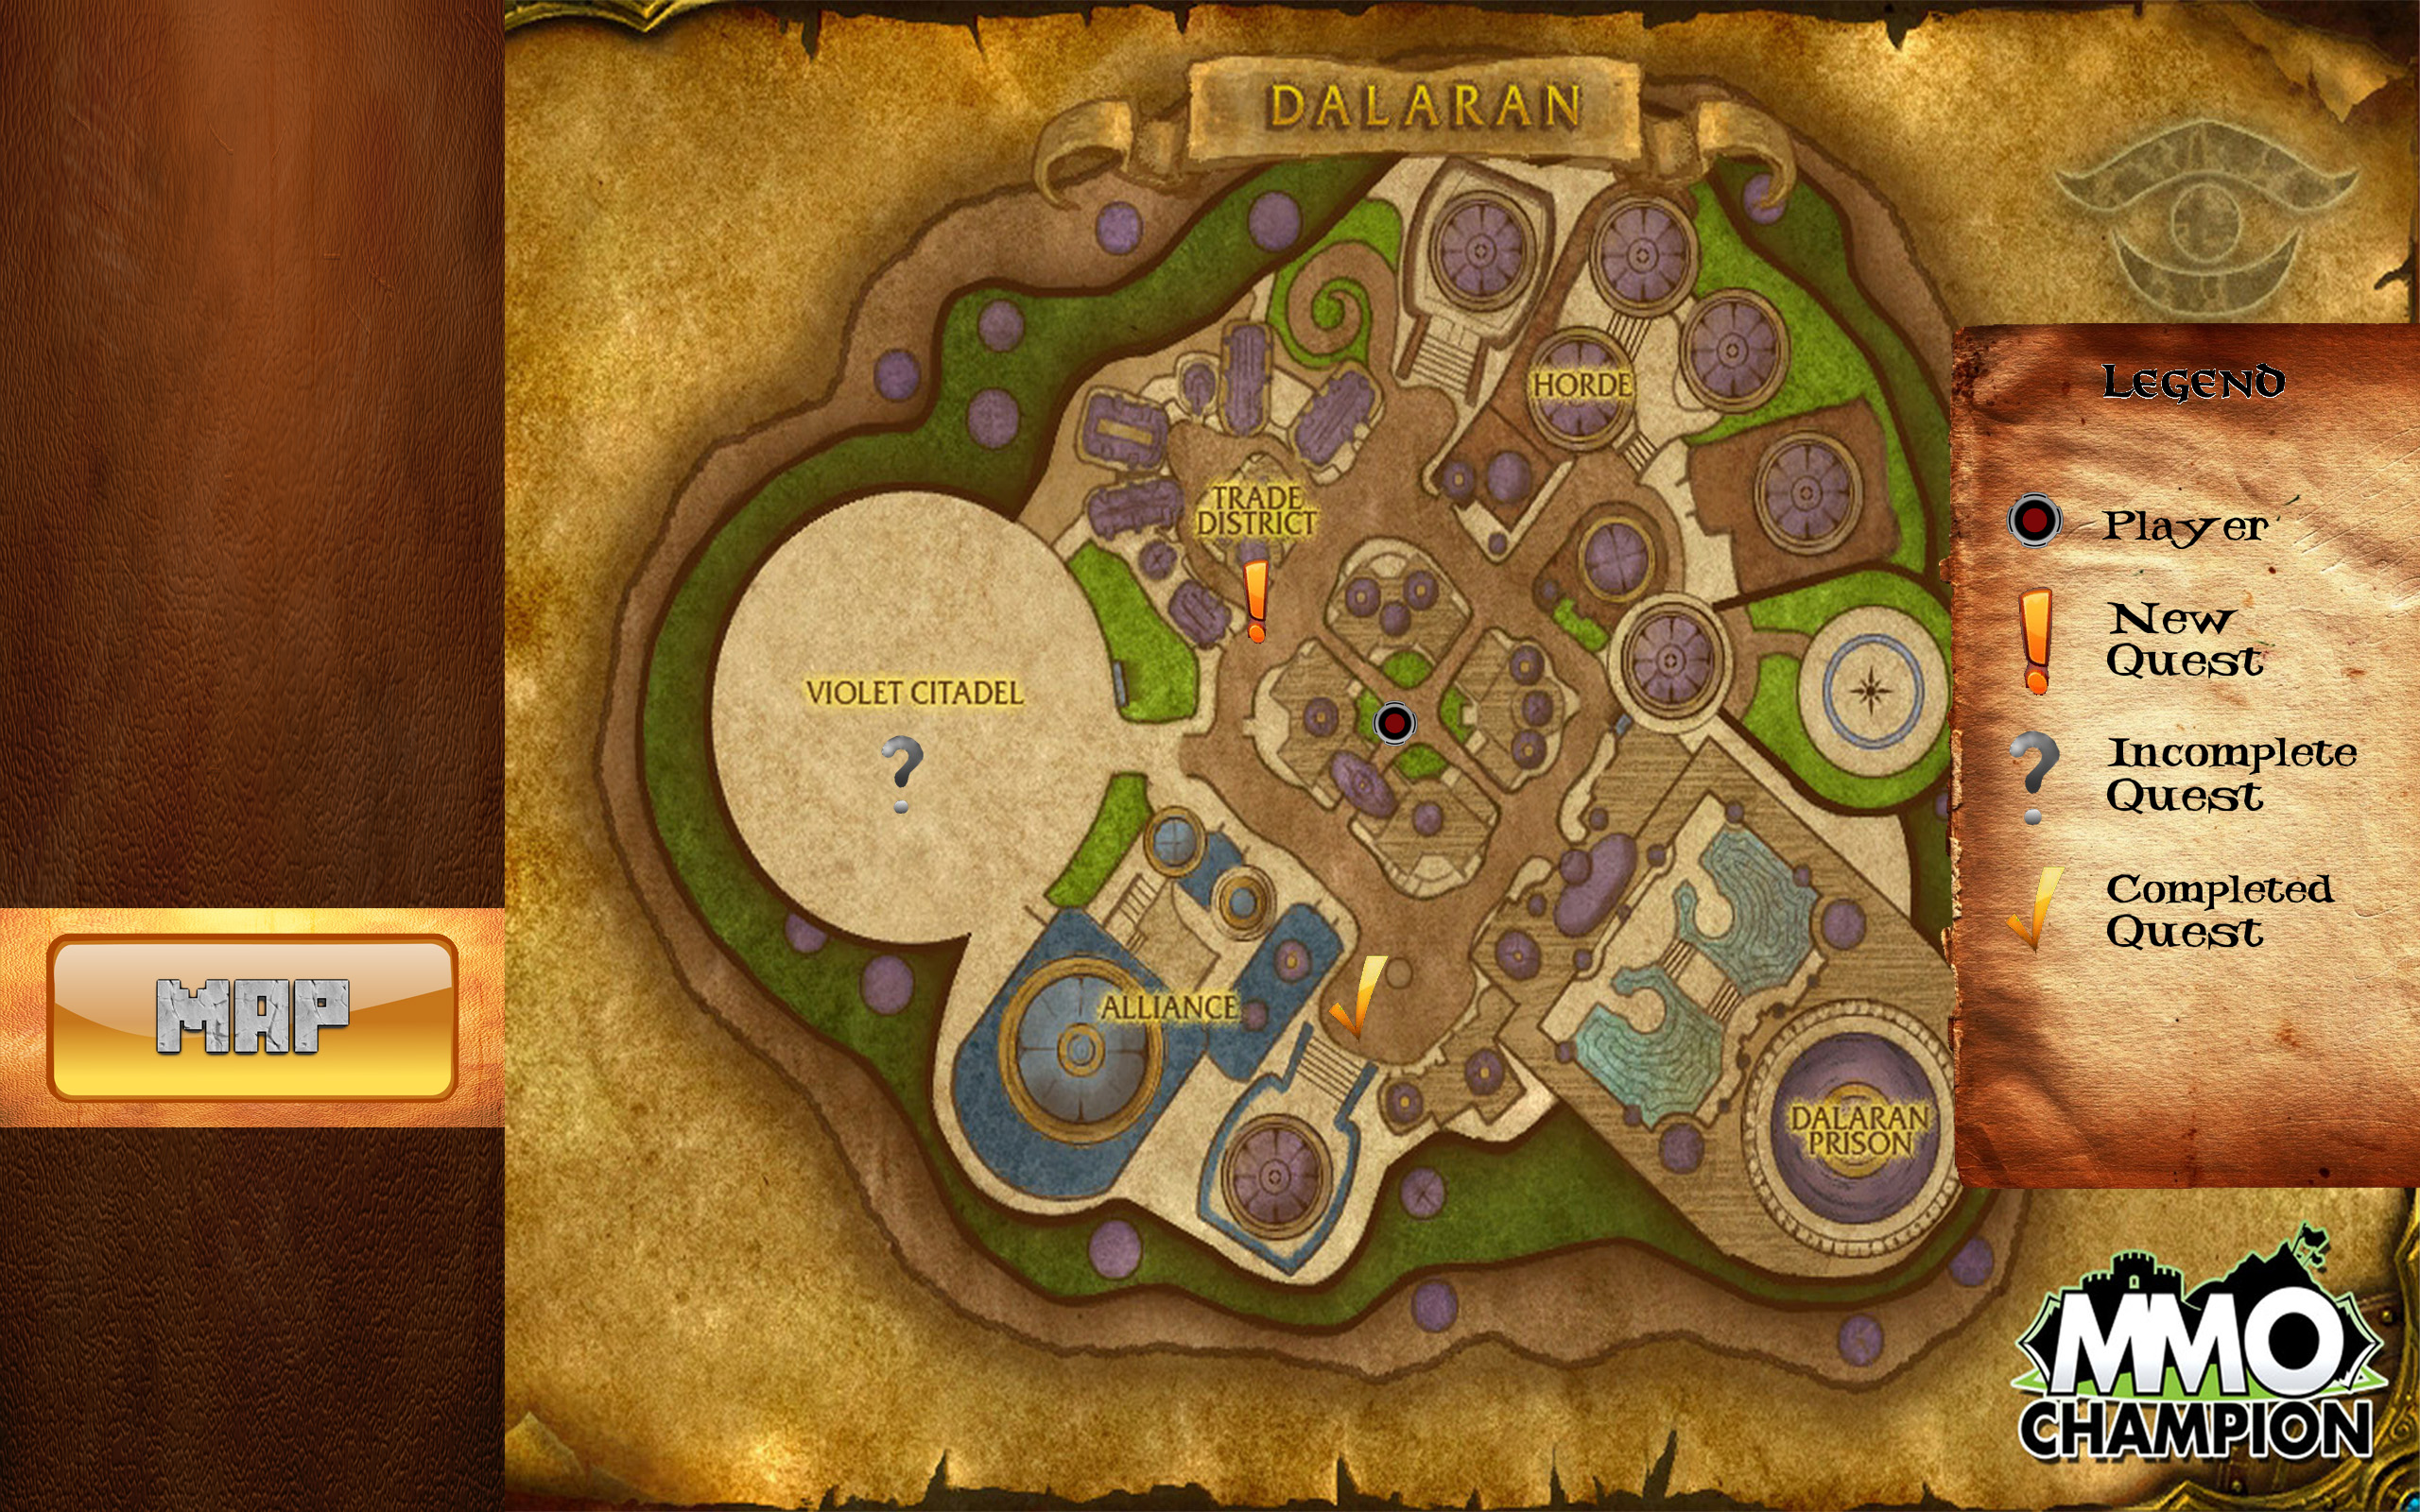 DALARAN
HORDE
TRADE
DISTRICT
VIOLET CITADEL
ALLIANCE
DALARAN
PRISON
MAP
LEGEND
Player
New
Quest
Incomplete
Quest
Completed
Quest
MMO
CHAMPION